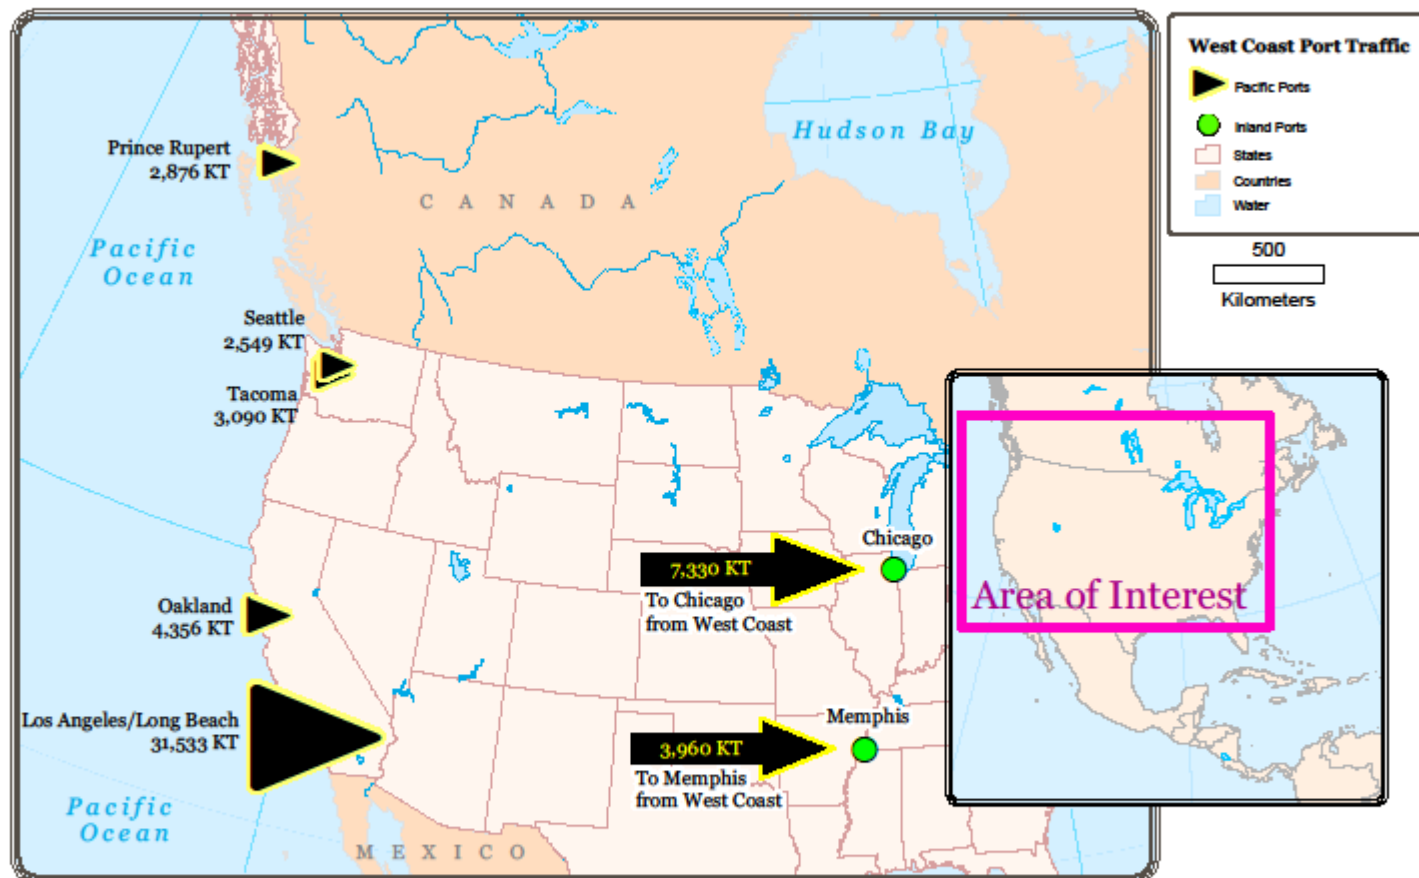 West Coast Port Traffic
Pacific Ports
Inland Ports
States
Countries
Water
500
Kilometers
Hudson Bay
Prince Rupert
2,876 KT
CANADA
Pacific
Ocean
Seattle
2,549 KT
Tacoma
3,090 KT
Chicago
7,330 KT
To Chicago
from West Coast
Area of Interest
Oakland
4,356 KT
Los Angeles/Long Beach
31,533 KT
Memphis
3,960 KT
To Memphis
from West Coast
Pacific
Ocean
MEXICO